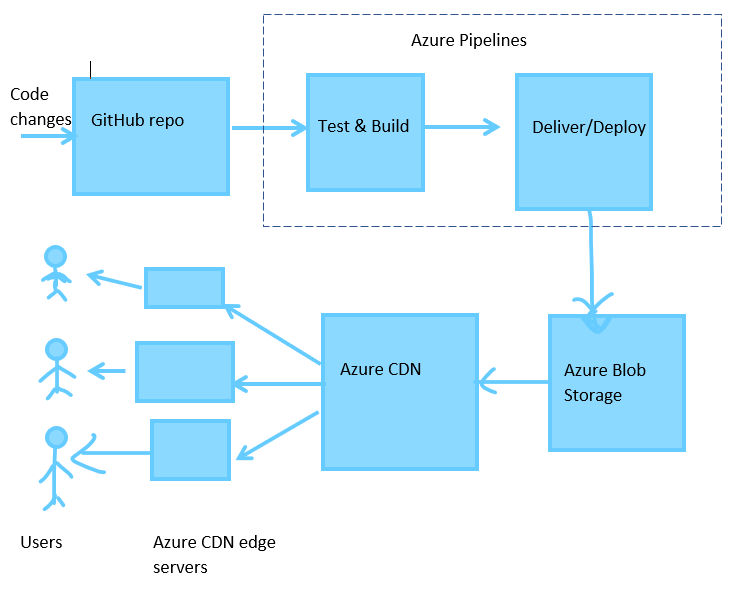 Azure Pipelines
Code
changes
GitHub repo
Test & Build
Deliver/Deploy
Azure CDN
Azure Blob
Storage
Users
Azure CDN edge
servers